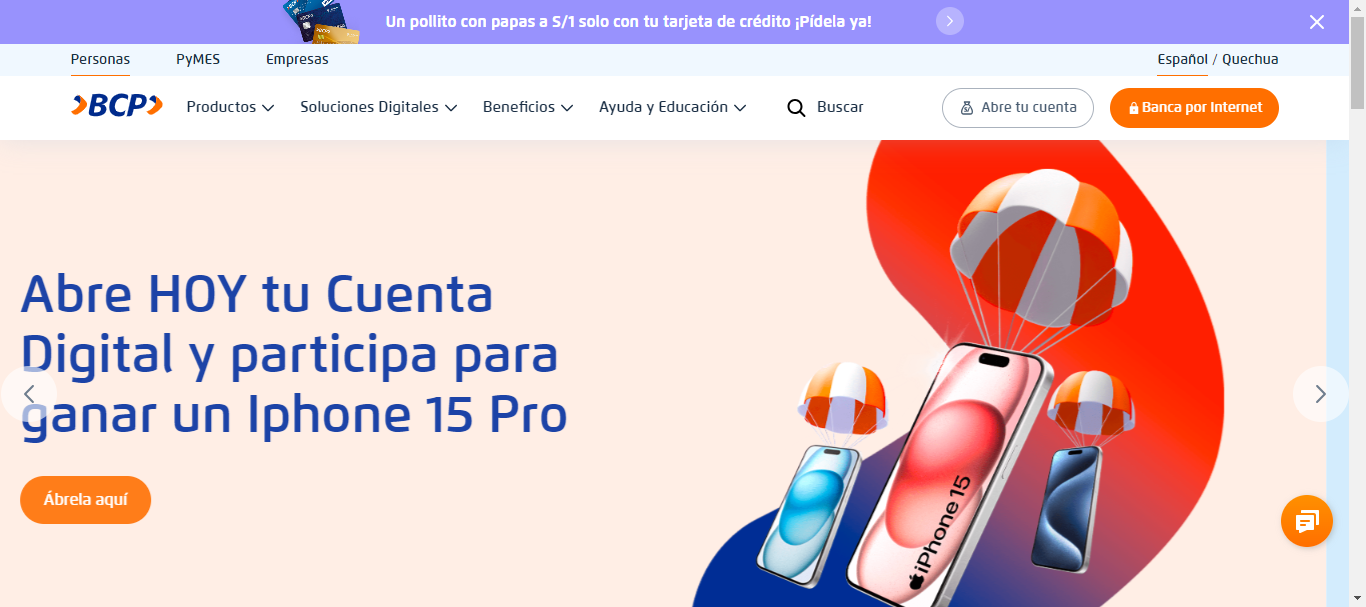 Un pollito con papas a S/1 solo con tu tarjeta de crédito ¡Pídela ya!
Personas PyMES Empresas Español / Quechua
BCP Productos Soluciones Digitales Beneficios Ayuda y Educación Buscar Abre tu cuenta Banca por Internet
Abre HOY tu Cuenta
Digital y participa para
ganar un Iphone 15 Pro
Ábrela aquí
iPhone 15